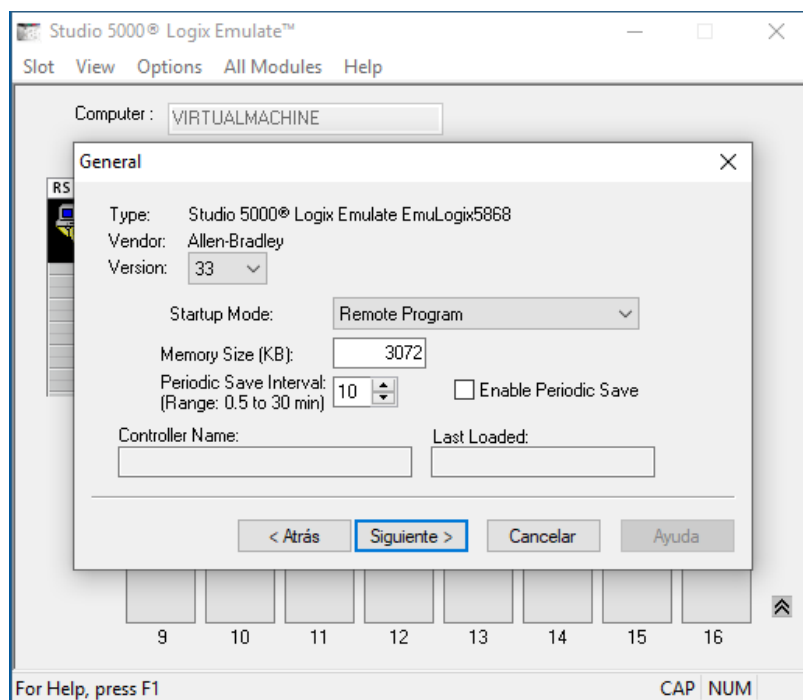 Studio 5000® Logix Emulate™
Slot View Options All Modules Help
Computer : VIRTUALMACHINE
General
RS
Type: Studio 5000® Logix Emulate EmuLogix5868
Vendor: Allen-Bradley
Version: 33
Startup Mode: Remote Program
Memory Size (KB): 3072
Periodic Save Interval:
(Range: 0.5 to 30 min) 10 Enable Periodic Save
Controller Name: Last Loaded:
< Atrás Siguiente > Cancelar Ayuda
9 10 11 12 13 14 15 16
For Help, press F1 CAP NUM